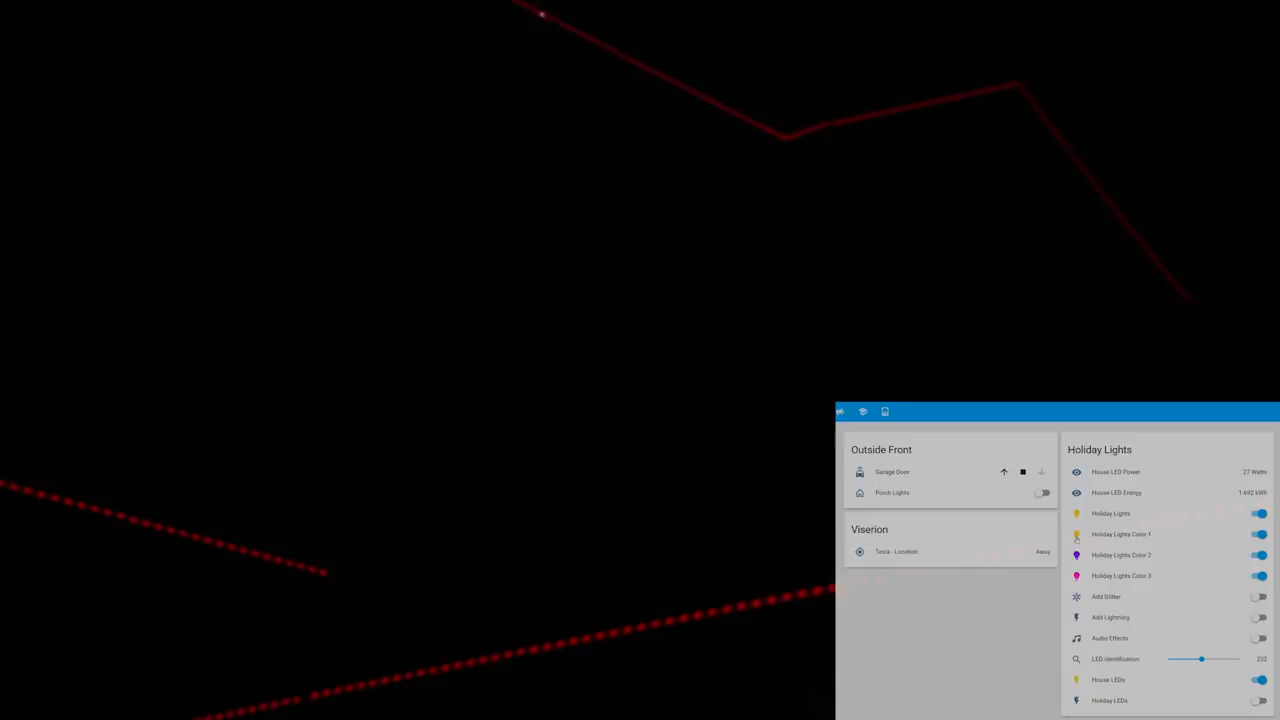 Outside Front
Garage Door
Porch Lights
Viserion
Tesla - Location Away
Holiday Lights
House LED Power 27 Watts
House LED Energy 1.692 kWh
Holiday Lights
Holiday Lights Color 1
Holiday Lights Color 2
Holiday Lights Color 3
Add Glitter
Add Lightning
Audio Effects
LED Identification 232
House LEDs
Holiday LEDs